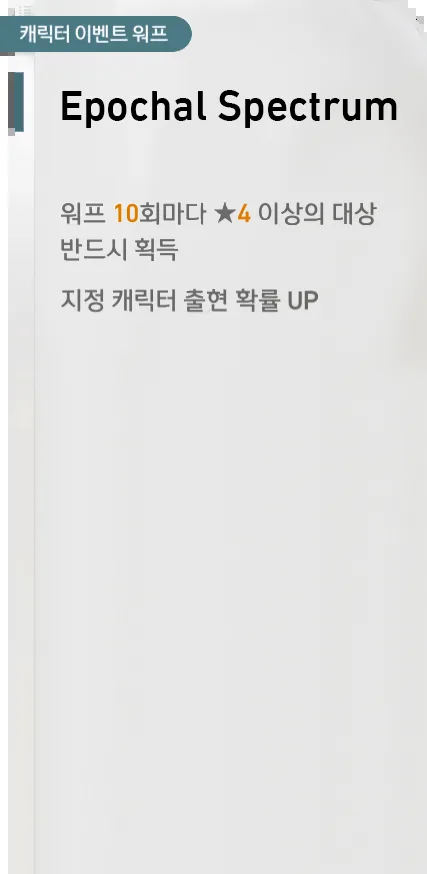 캐릭터 이벤트 워프
Epochal Spectrum
워프 10회마다 ★4 이상의 대상
반드시 획득
지정 캐릭터 출현 확률 UP